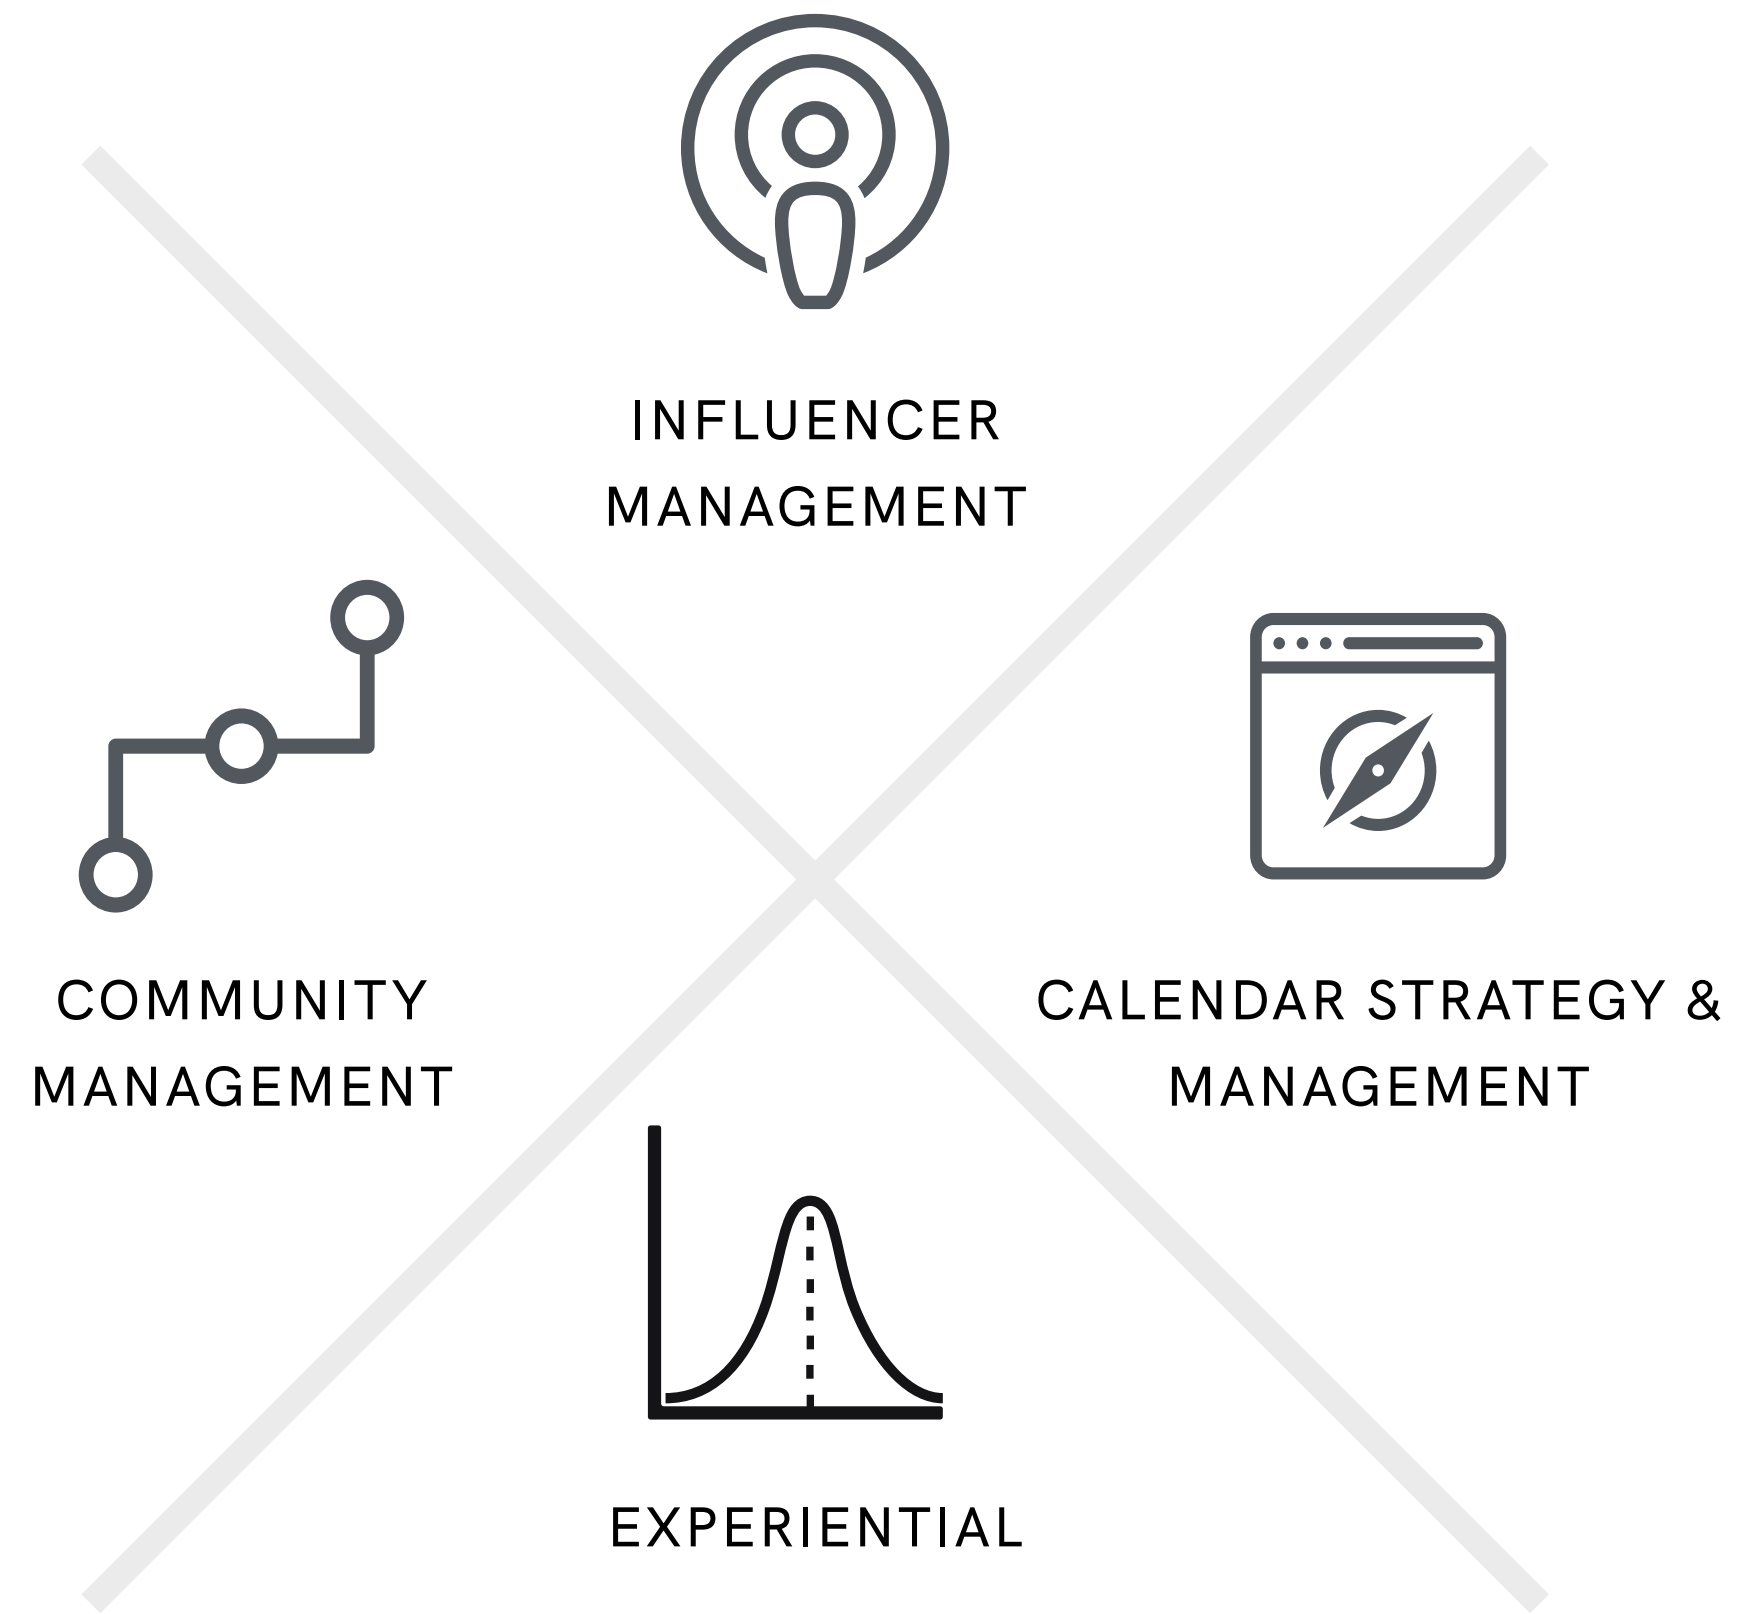 INFLUENCER
MANAGEMENT
COMMUNITY
MANAGEMENT
CALENDAR STRATEGY &
MANAGEMENT
EXPERIENTIAL